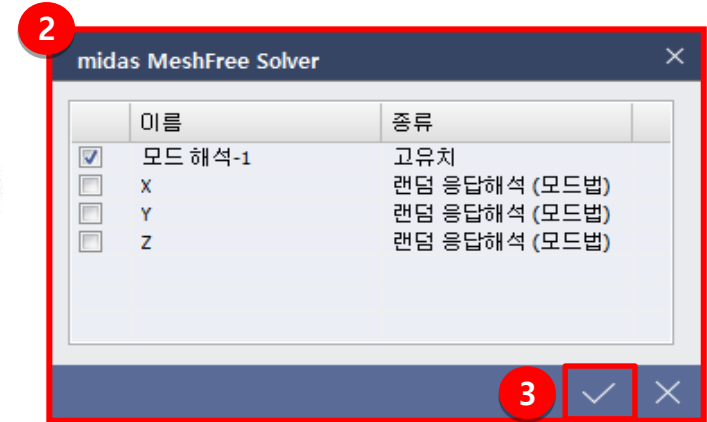 2
midas MeshFree Solver
이름 종류
모드 해석-1 고유치
X 랜덤 응답해석 (모드법)
Y 랜덤 응답해석 (모드법)
Z 랜덤 응답해석 (모드법)
3